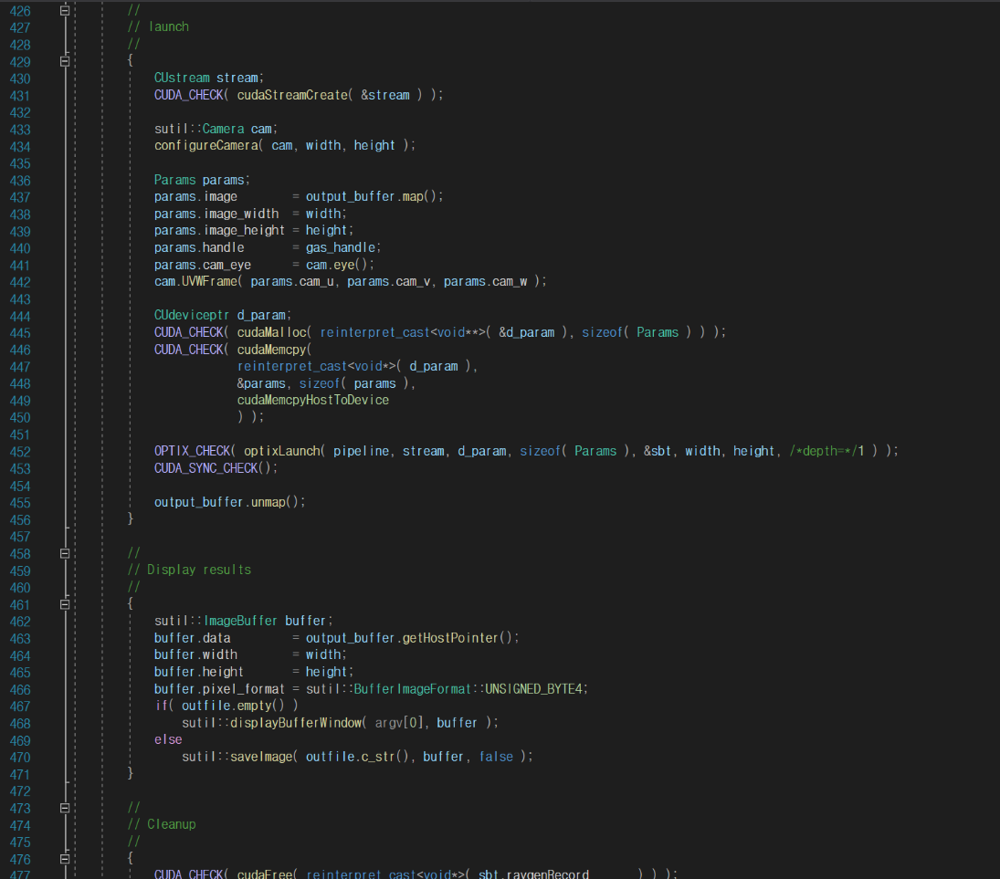 426 //
427 // launch
428 //
429 {
430 CUstream stream;
431 CUDA_CHECK( cudaStreamCreate( &stream ) );
432
433 sutil::Camera cam;
434 configureCamera( cam, width, height );
435
436 Params params;
437 params.image        = output_buffer.map();
438 params.image_width  = width;
439 params.image_height = height;
440 params.handle       = gas_handle;
441 params.cam_eye      = cam.eye();
442 cam.UVWFrame( params.cam_u, params.cam_v, params.cam_w );
443
444 CUdeviceptr d_param;
445 CUDA_CHECK( cudaMalloc( reinterpret_cast<void**>( &d_param ), sizeof( Params ) ) );
446 CUDA_CHECK( cudaMemcpy(
447 reinterpret_cast<void*>( d_param ),
448 &params, sizeof( params ),
449 cudaMemcpyHostToDevice
450 ) );
451
452 OPTIX_CHECK( optixLaunch( pipeline, stream, d_param, sizeof( Params ), &sbt, width, height, /*depth=*/1 ) );
453 CUDA_SYNC_CHECK();
454
455 output_buffer.unmap();
456 }
457
458 //
459 // Display results
460 //
461 {
462 sutil::ImageBuffer buffer;
463 buffer.data         = output_buffer.getHostPointer();
464 buffer.width        = width;
465 buffer.height       = height;
466 buffer.pixel_format = sutil::BufferImageFormat::UNSIGNED_BYTE4;
467 if( outfile.empty() )
468 sutil::displayBufferWindow( argv[0], buffer );
469 else
470 sutil::saveImage( outfile.c_str(), buffer, false );
471 }
472
473 //
474 // Cleanup
475 //
476 {
477 CUDA_CHECK( cudaFree( reinterpret_cast<void*>( sbt.raygenRecord       ) ) );